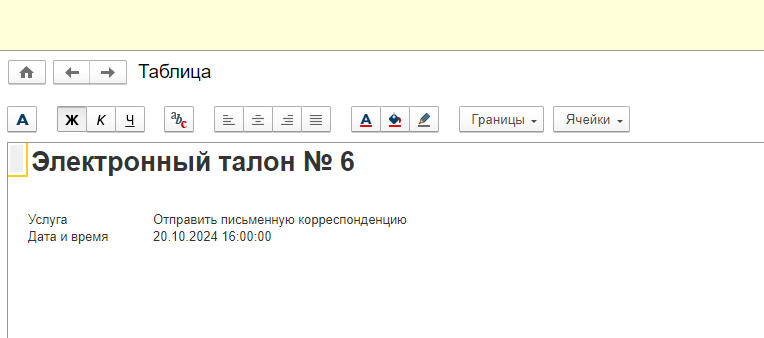 Таблица
А Ж К Ч abc А Границы Ячейки
Электронный талон № 6
Услуга Отправить письменную корреспонденцию
Дата и время 20.10.2024 16:00:00